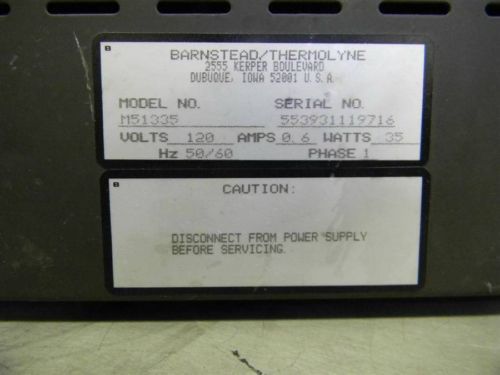 BARNSTEAD/THERMOLYNE
2555 KERPER BOULEVARD
DUBUQUE, IOWA 52001 U.S.A.
MODEL NO. SERIAL NO.
M51335 553931119716
VOLTS 120 AMPS 0.6 WATTS 35
Hz 50/60 PHASE 1
CAUTION:
DISCONNECT FROM POWER SUPPLY
BEFORE SERVICING.